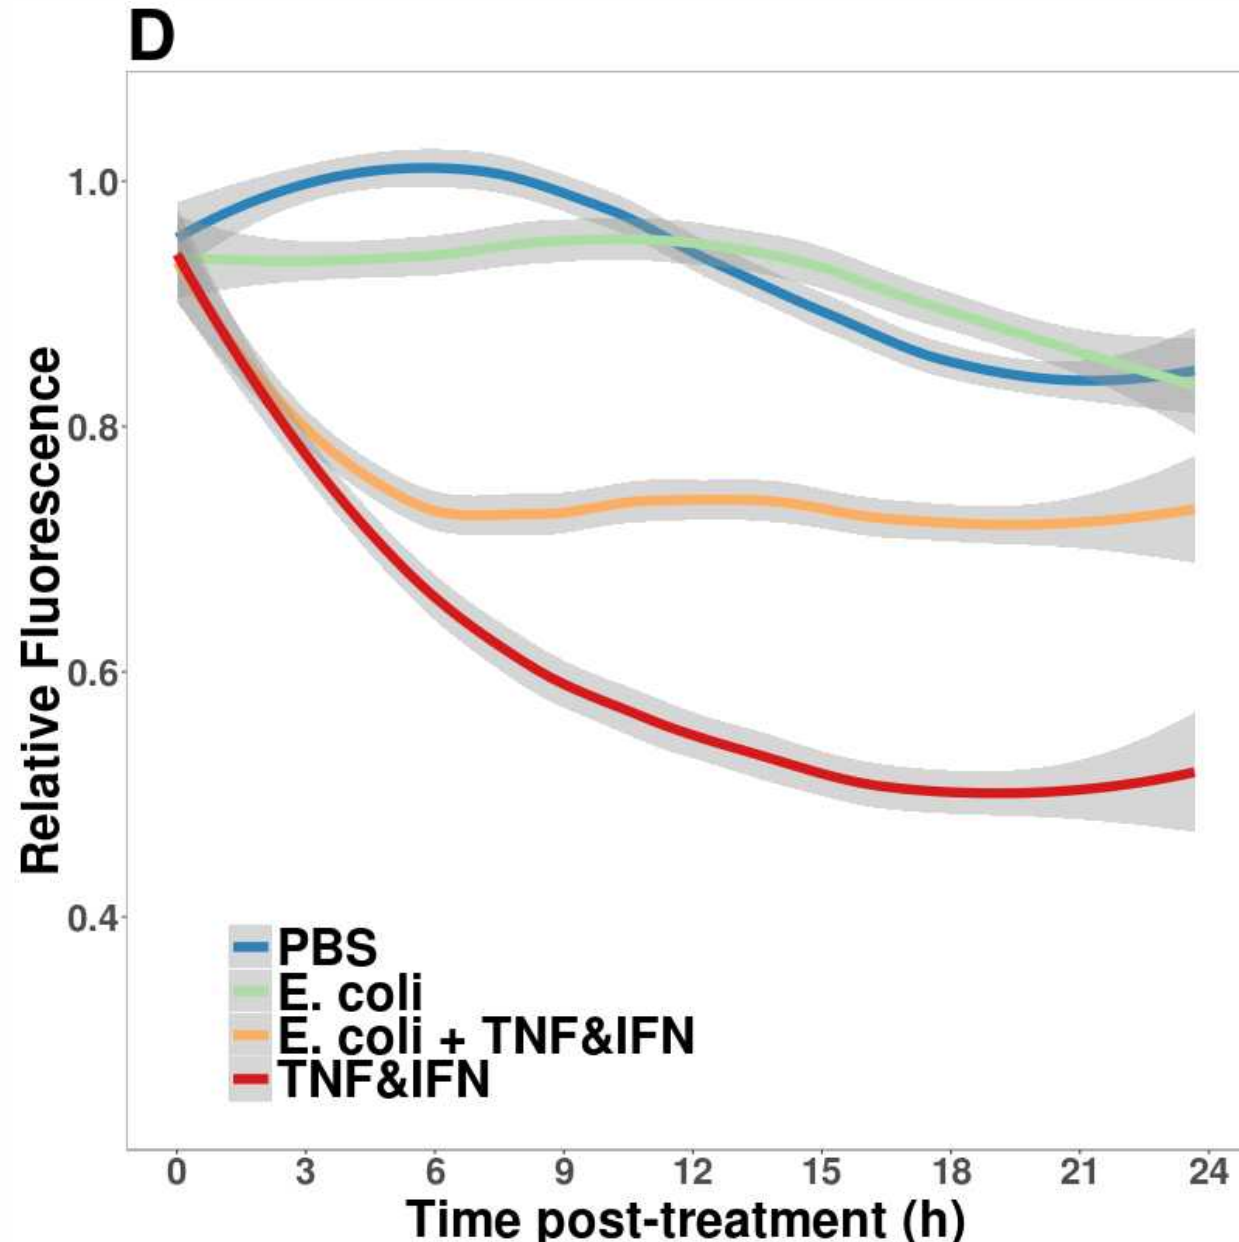 D
Relative Fluorescence
1.0
0.8
0.6
0.4
PBS
E. coli
E. coli + TNF&IFN
TNF&IFN
0 3 6 9 12 15 18 21 24
Time post-treatment (h)